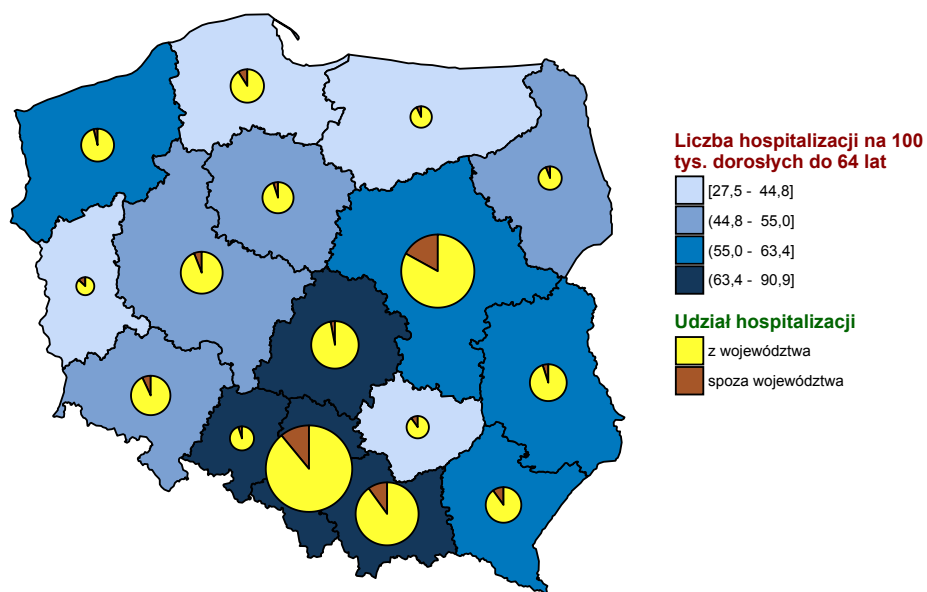 Liczba hospitalizacji na 100
tys. dorosłych do 64 lat
[27,5 - 44,8]
(44,8 - 55,0]
(55,0 - 63,4]
(63,4 - 90,9]
Udział hospitalizacji
z województwa
spoza województwa